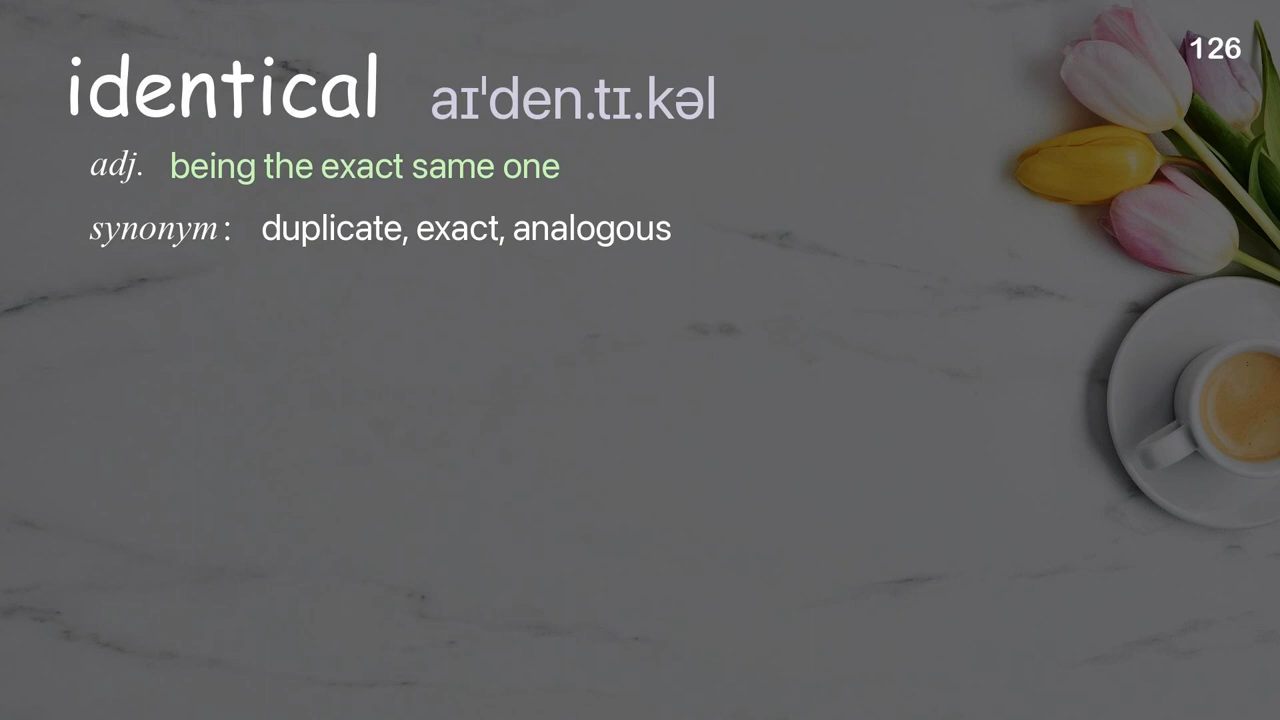 126
identical aɪˈden.tɪ.kəl
adj. being the exact same one
synonym: duplicate, exact, analogous